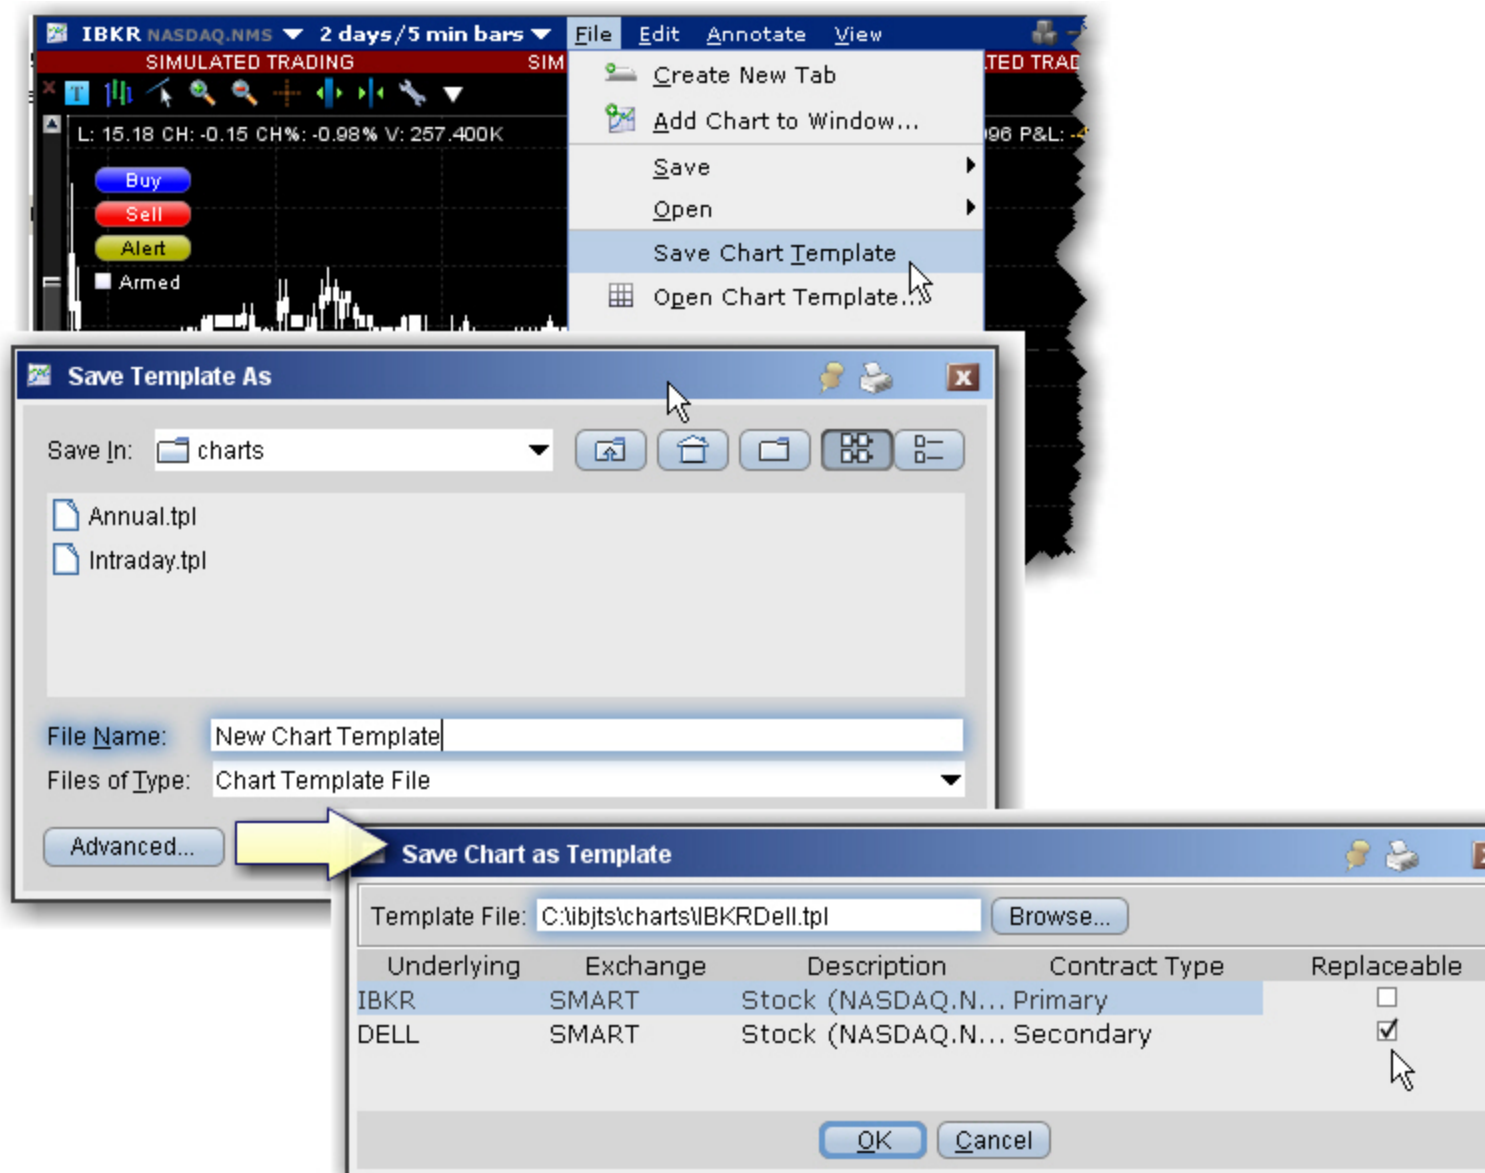 IBKR NASDAQ.NMS 2 days/5 min bars File Edit Annotate View
SIMULATED TRADING SIM TED TRAD
T
L: 15.18 CH: -0.15 CH%: -0.98% V: 257.400K 96 P&L: -
Buy
Sell
Alert
Armed
Create New Tab
Add Chart to Window...
Save
Open
Save Chart Template
Open Chart Template...
Save Template As
Save In: charts
Annual.tpl
Intraday.tpl
File Name: New Chart Template
Files of Type: Chart Template File
Advanced...
Save Chart as Template
Template File: C:\ibjts\charts\IBKRDell.tpl Browse...
Underlying Exchange Description Contract Type Replaceable
IBKR SMART Stock (NASDAQ.N... Primary
DELL SMART Stock (NASDAQ.N... Secondary
OK Cancel